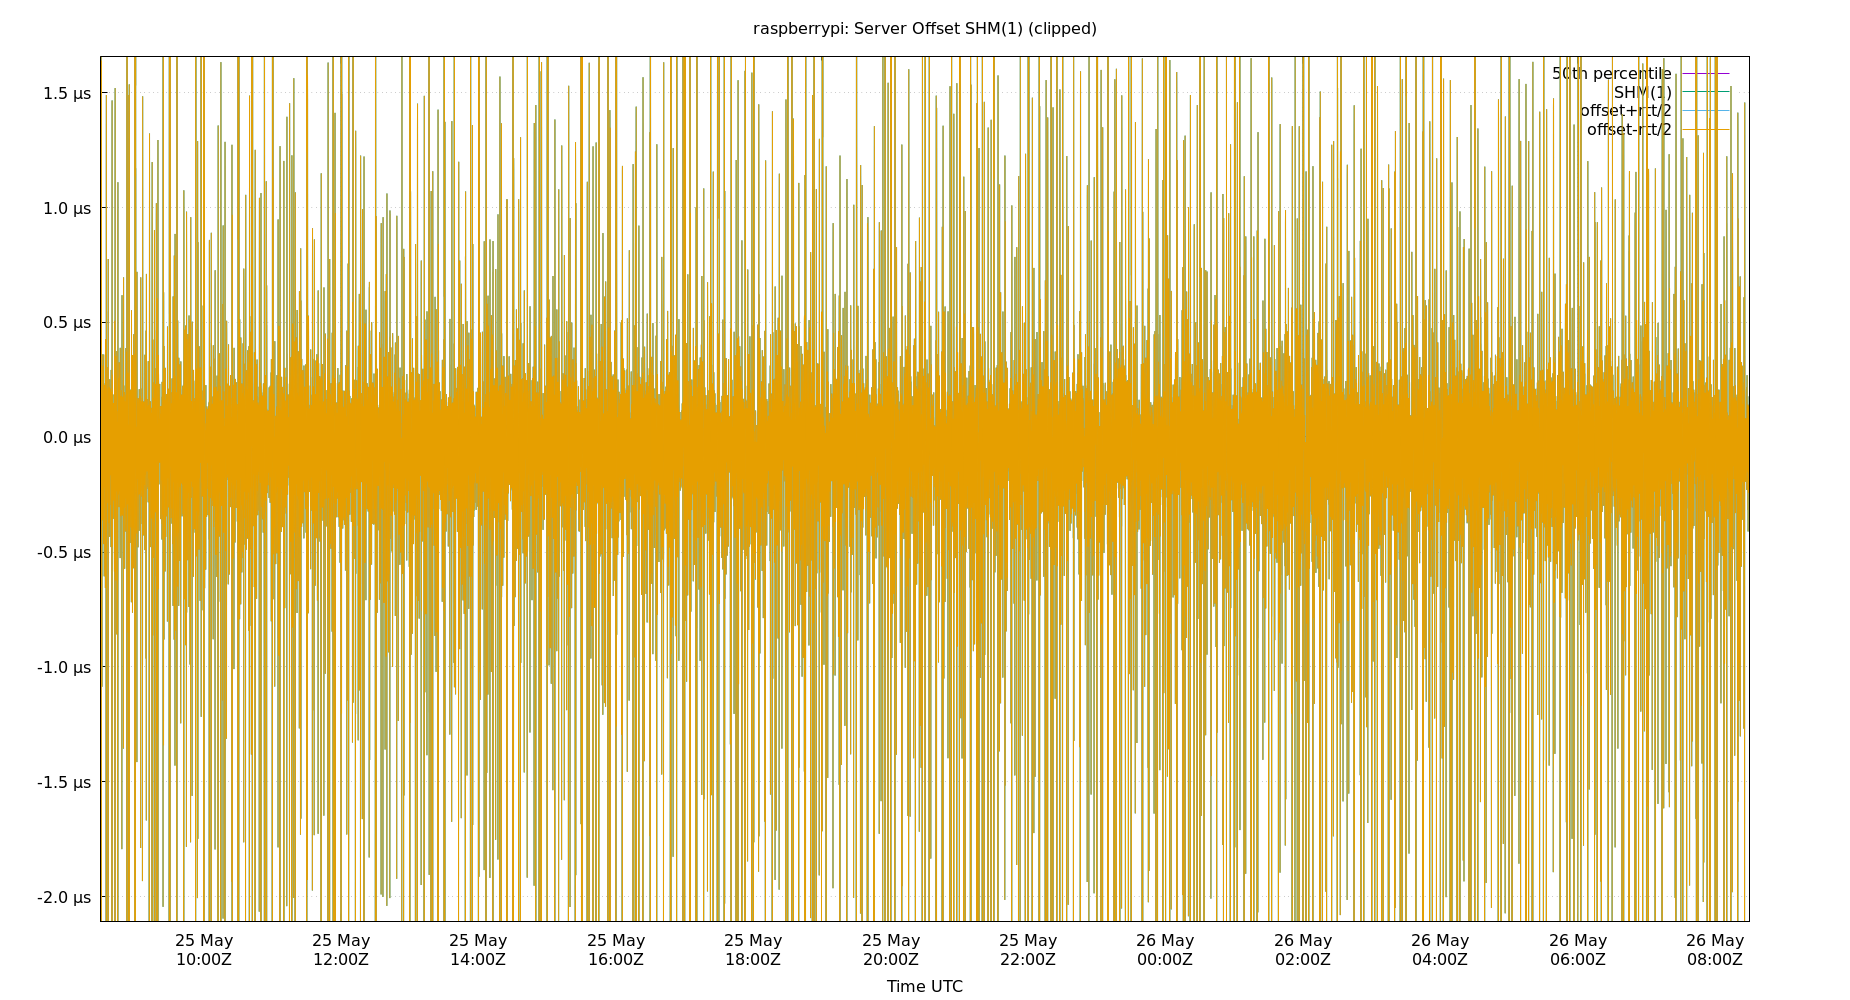 raspberrypi: Server Offset SHM(1) (clipped)
50th percentile
SHM(1)
offset+rtt/2
offset-rtt/2
1.5 µs
1.0 µs
0.5 µs
0.0 µs
-0.5 µs
-1.0 µs
-1.5 µs
-2.0 µs
25 May 25 May 25 May 25 May 25 May 25 May 25 May 26 May 26 May 26 May 26 May 26 May
10:00Z 12:00Z 14:00Z 16:00Z 18:00Z 20:00Z 22:00Z 00:00Z 02:00Z 04:00Z 06:00Z 08:00Z
Time UTC